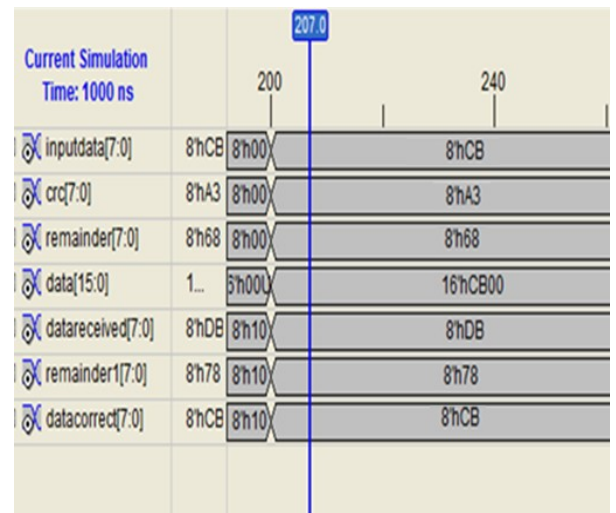 207.0
Current Simulation
Time: 1000 ns
200 240
inputdata[7:0] 8'hCB 8'h00 8'hCB
crc[7:0] 8'hA3 8'h00 8'hA3
remainder[7:0] 8'h68 8'h00 8'h68
data[15:0] 1... 16'hCB00
datareceived[7:0] 8'hDB 8'h10 8'hDB
remainder1[7:0] 8'h78 8'h10 8'h78
datacorrect[7:0] 8'hCB 8'h10 8'hCB